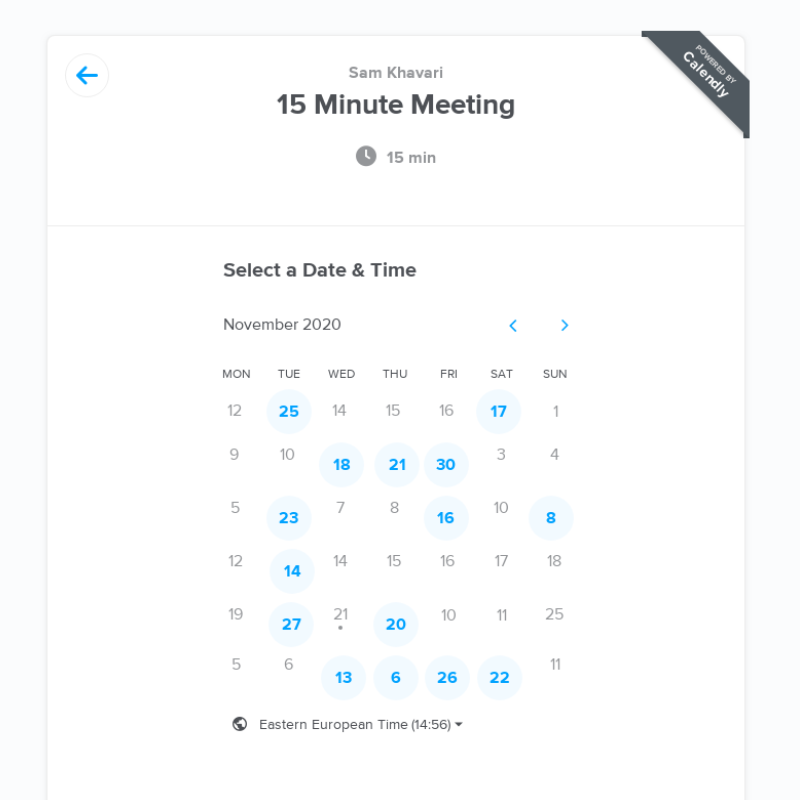 POWERED BY
Calendly
Sam Khavari
15 Minute Meeting
15 min
Select a Date & Time
November 2020
MON TUE WED THU FRI SAT SUN
12 25 14 15 16 17 1
9 10 18 21 30 3 4
5 23 7 8 16 10 8
12 14 14 15 16 17 18
19 27 21 20 10 11 25
5 6 13 6 26 22 11
Eastern European Time (14:56)